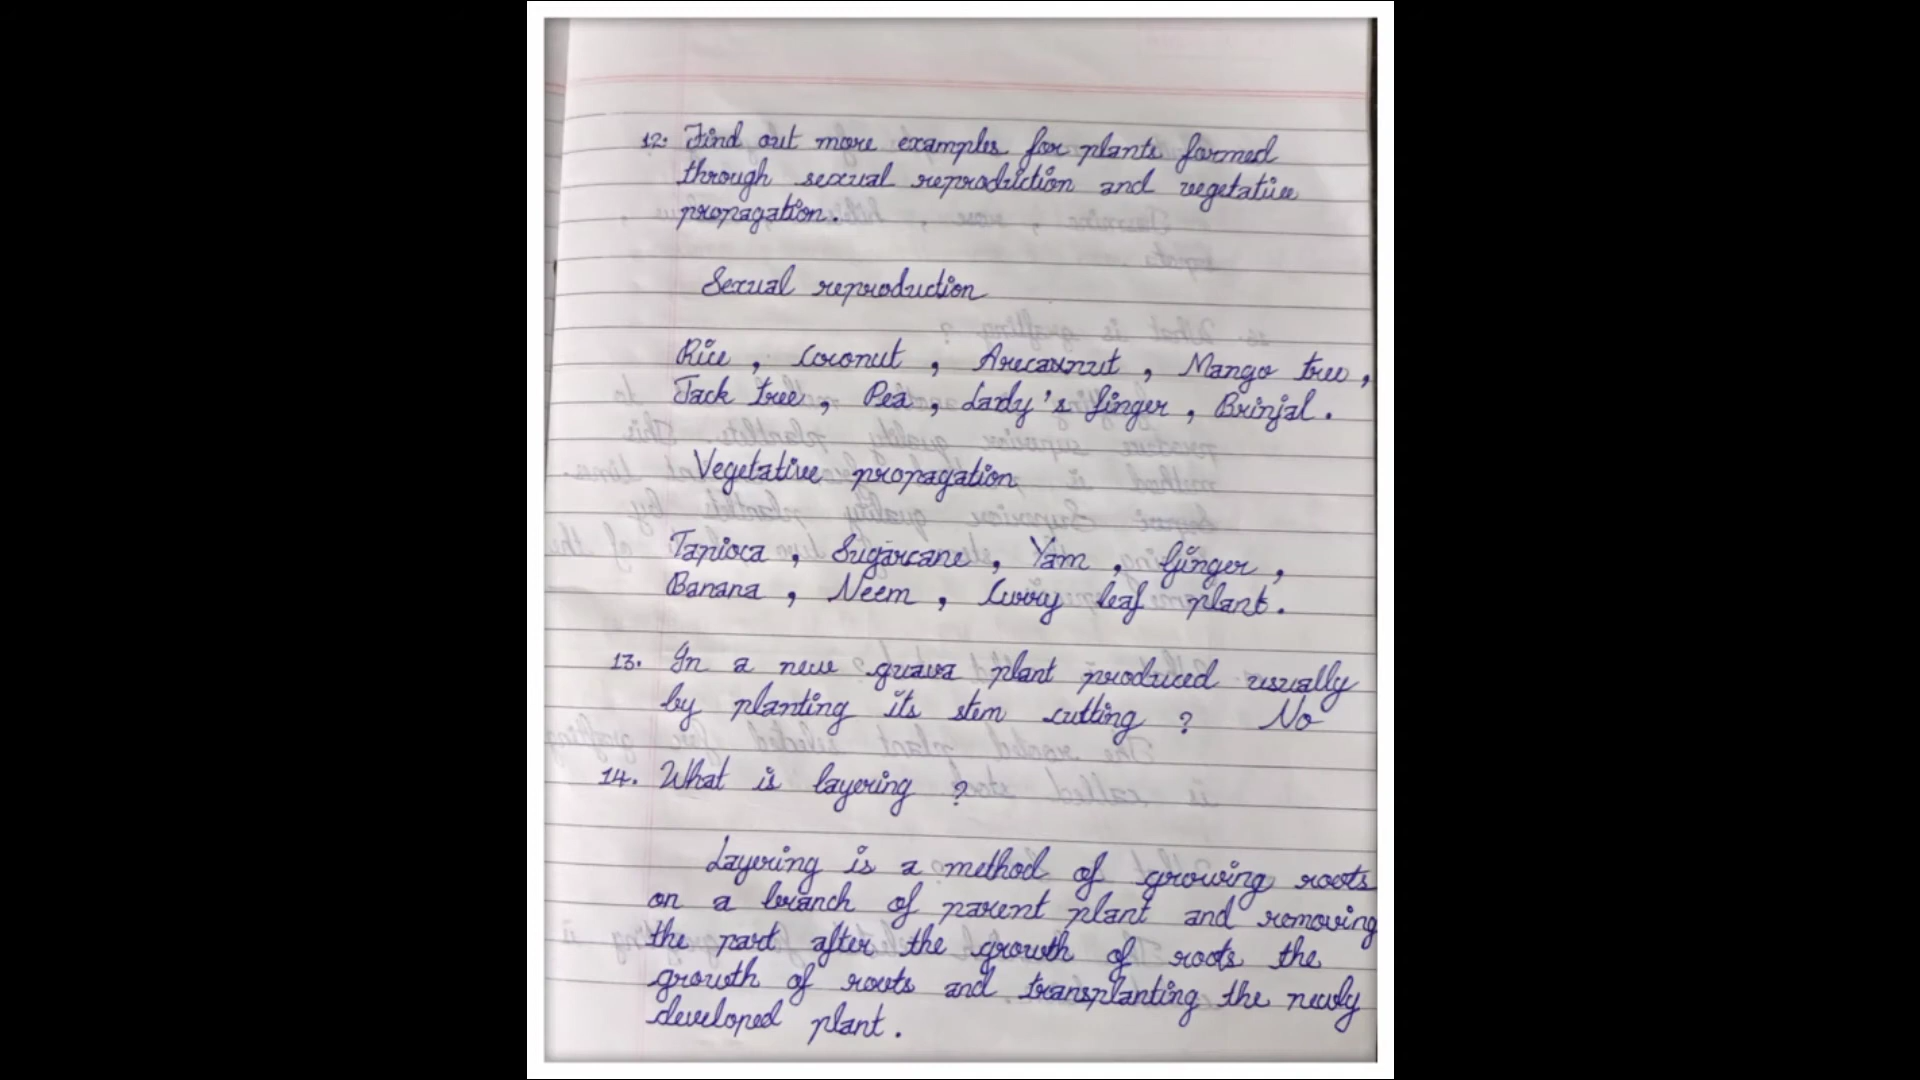 12. Find out more examples for plants formed
through sexual reproduction and vegetative
propagation.
Sexual reproduction
Rice , Coconut , Arecaunut , Mango tree ,
Jack tree , Pea , Lady's finger , Brinjal .
Vegetative propagation
Tapioca , Sugarcane , Yam , Ginger ,
Banana , Neem , Curry leaf plant .
13. In a new guava plant produced usually
by planting its stem cutting ? No
14. What is layering ?
Layering is a method of growing roots
on a branch of parent plant and removing
the part after the growth of roots the
growth of roots and transplanting the newly
developed plant .